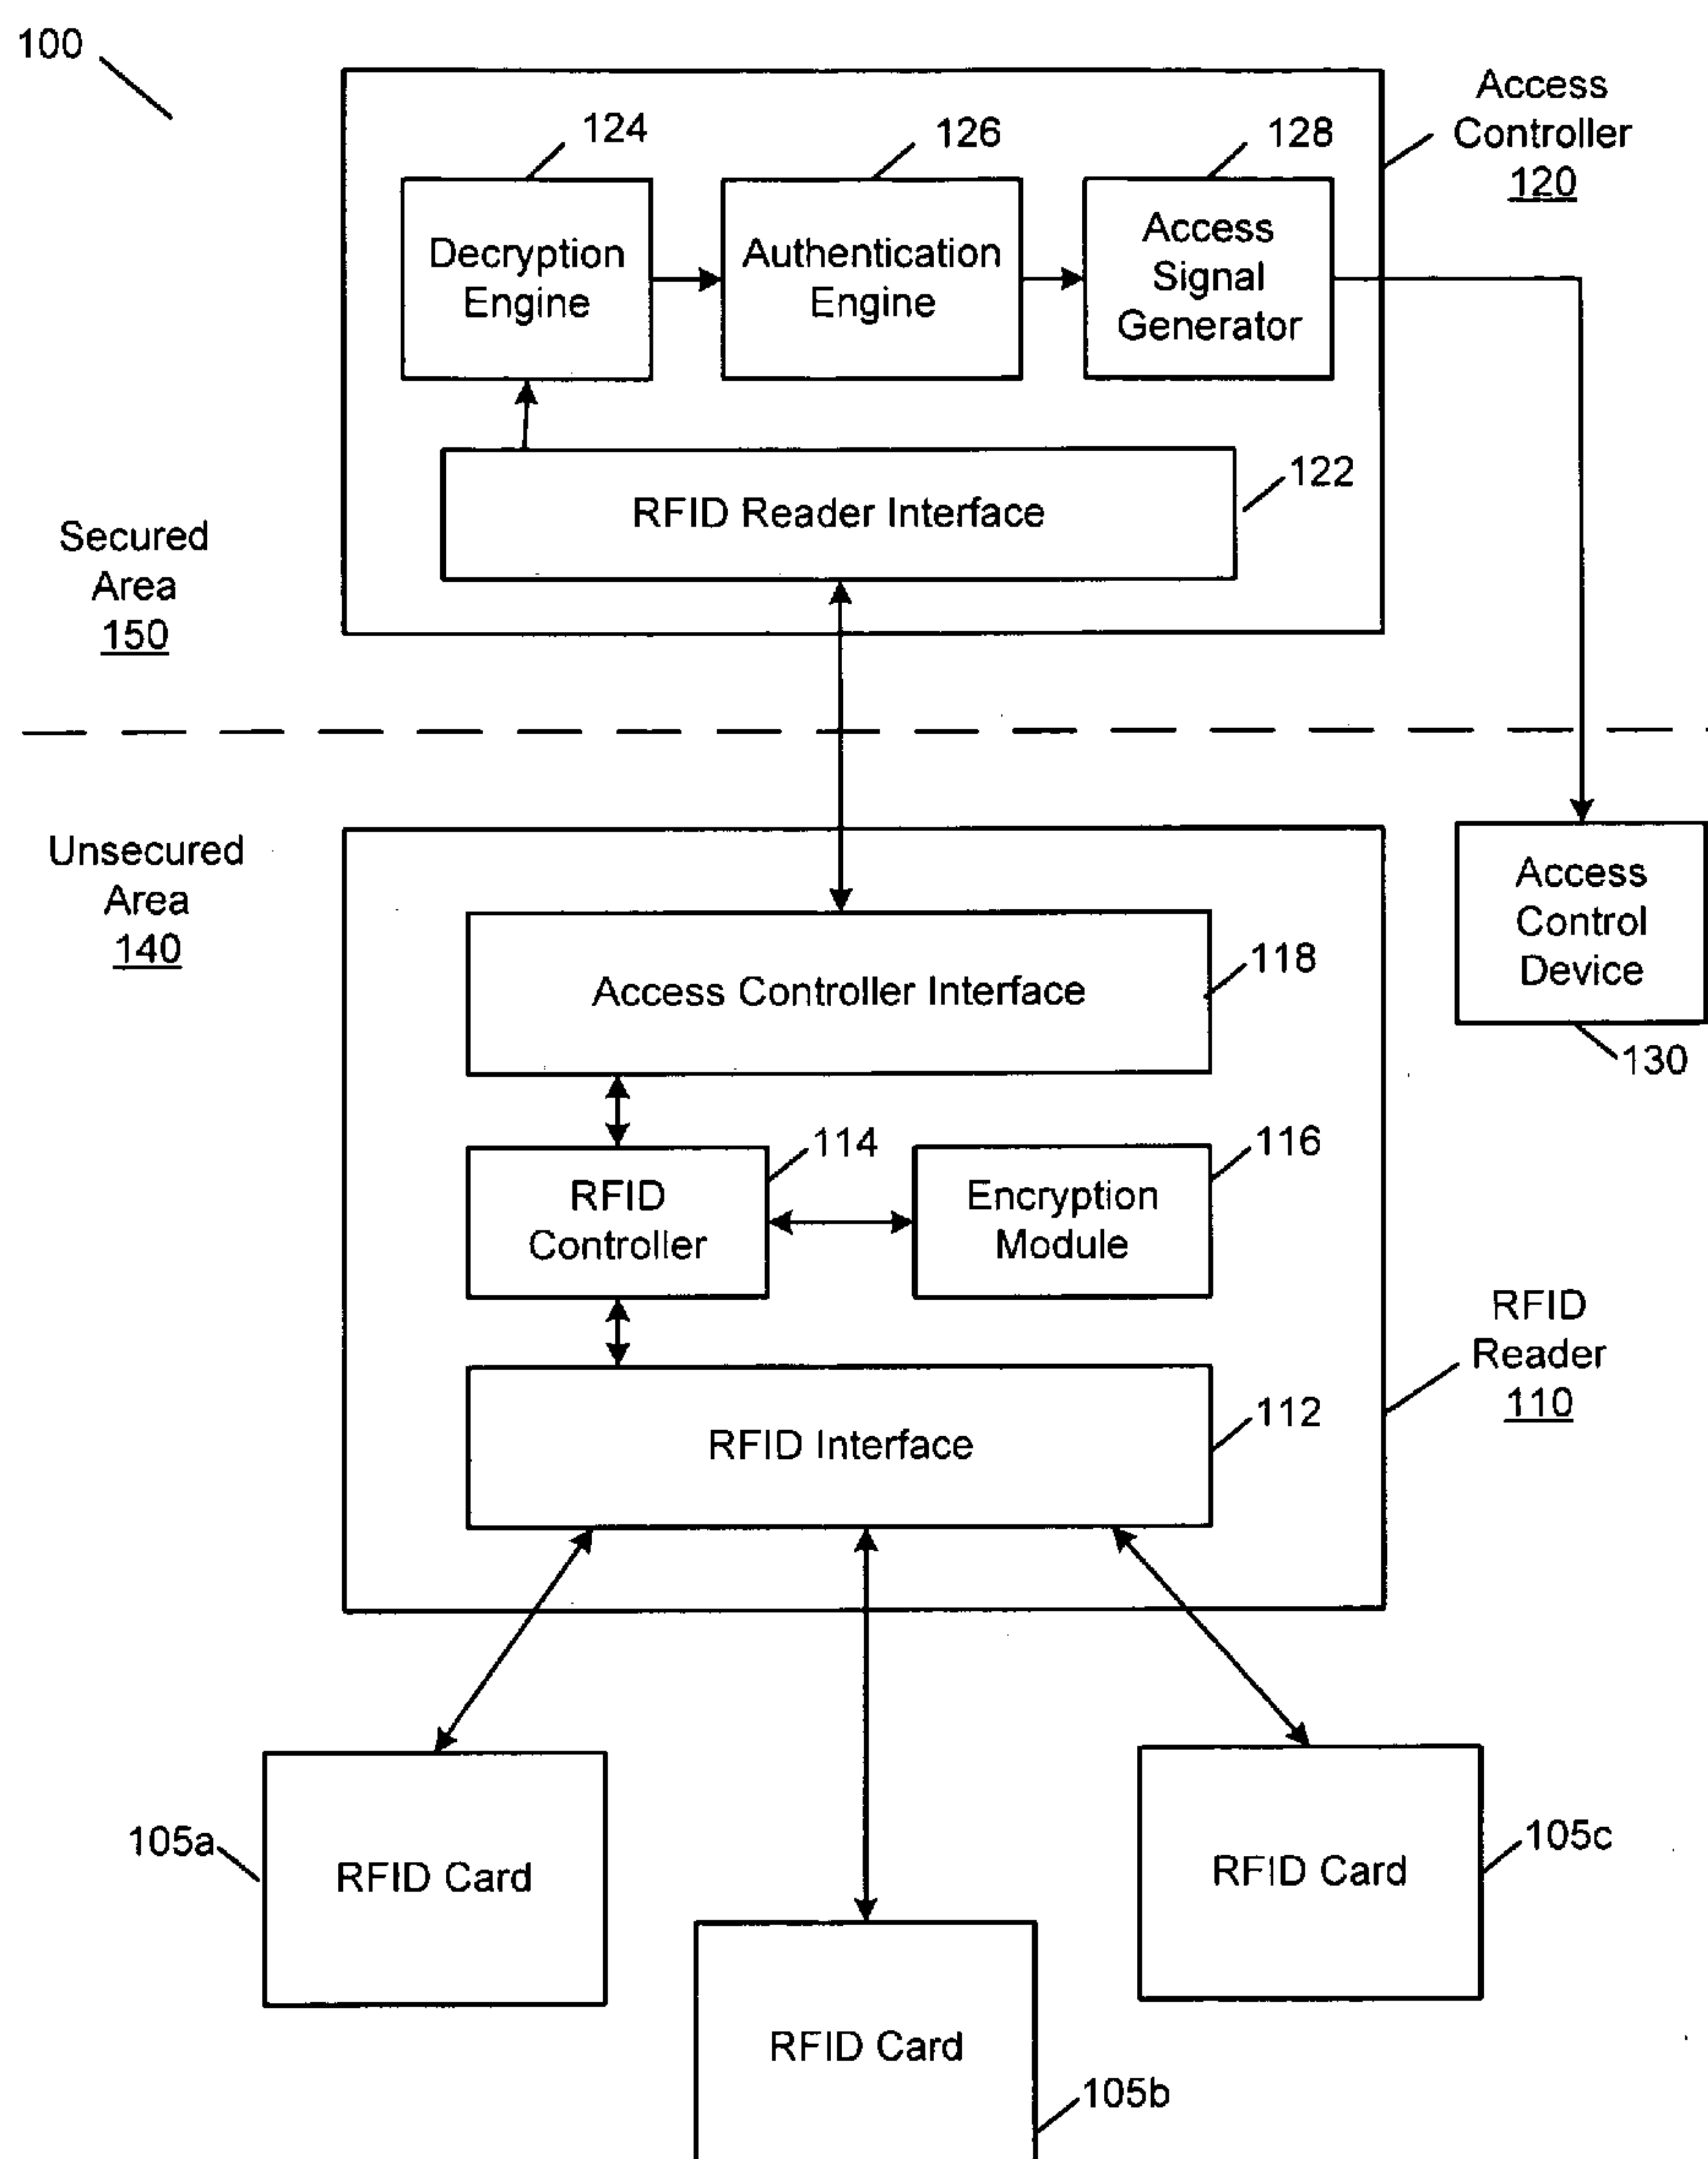 100
Access
Controller
120
124
126
128
Decryption
Engine
Authentication
Engine
Access
Signal
Generator
122
RFID Reader Interface
Secured
Area
150
Unsecured
Area
140
Access
Control
Device
130
118
Access Controller Interface
114
116
RFID
Controller
Encryption
Module
RFID
Reader
110
112
RFID Interface
105a
RFID Card
105c
RFID Card
RFID Card
105b